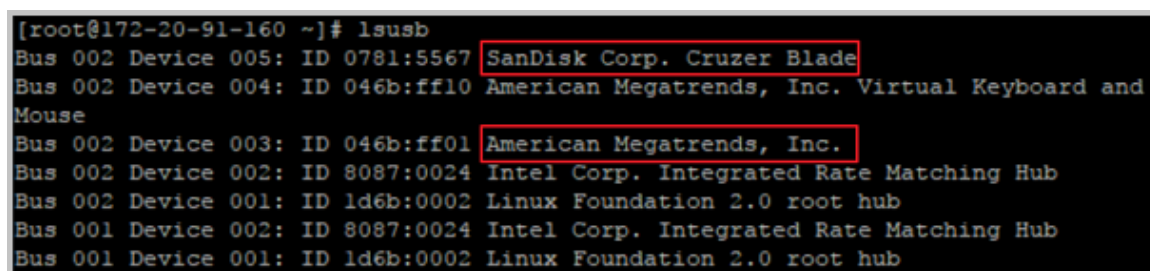 [root@172-20-91-160 ~]# lsusb
Bus 002 Device 005: ID 0781:5567 SanDisk Corp. Cruzer Blade
Bus 002 Device 004: ID 046b:ff10 American Megatrends, Inc. Virtual Keyboard and
Mouse
Bus 002 Device 003: ID 046b:ff01 American Megatrends, Inc.
Bus 002 Device 002: ID 8087:0024 Intel Corp. Integrated Rate Matching Hub
Bus 002 Device 001: ID 1d6b:0002 Linux Foundation 2.0 root hub
Bus 001 Device 002: ID 8087:0024 Intel Corp. Integrated Rate Matching Hub
Bus 001 Device 001: ID 1d6b:0002 Linux Foundation 2.0 root hub